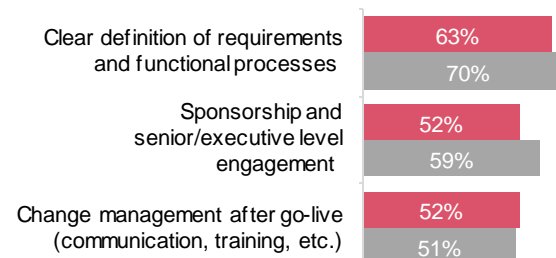 Clear definition of requirements
and functional processes
63%
70%
Sponsorship and
senior/executive level
engagement
52%
59%
Change management after go-live
(communication, training, etc.)
52%
51%